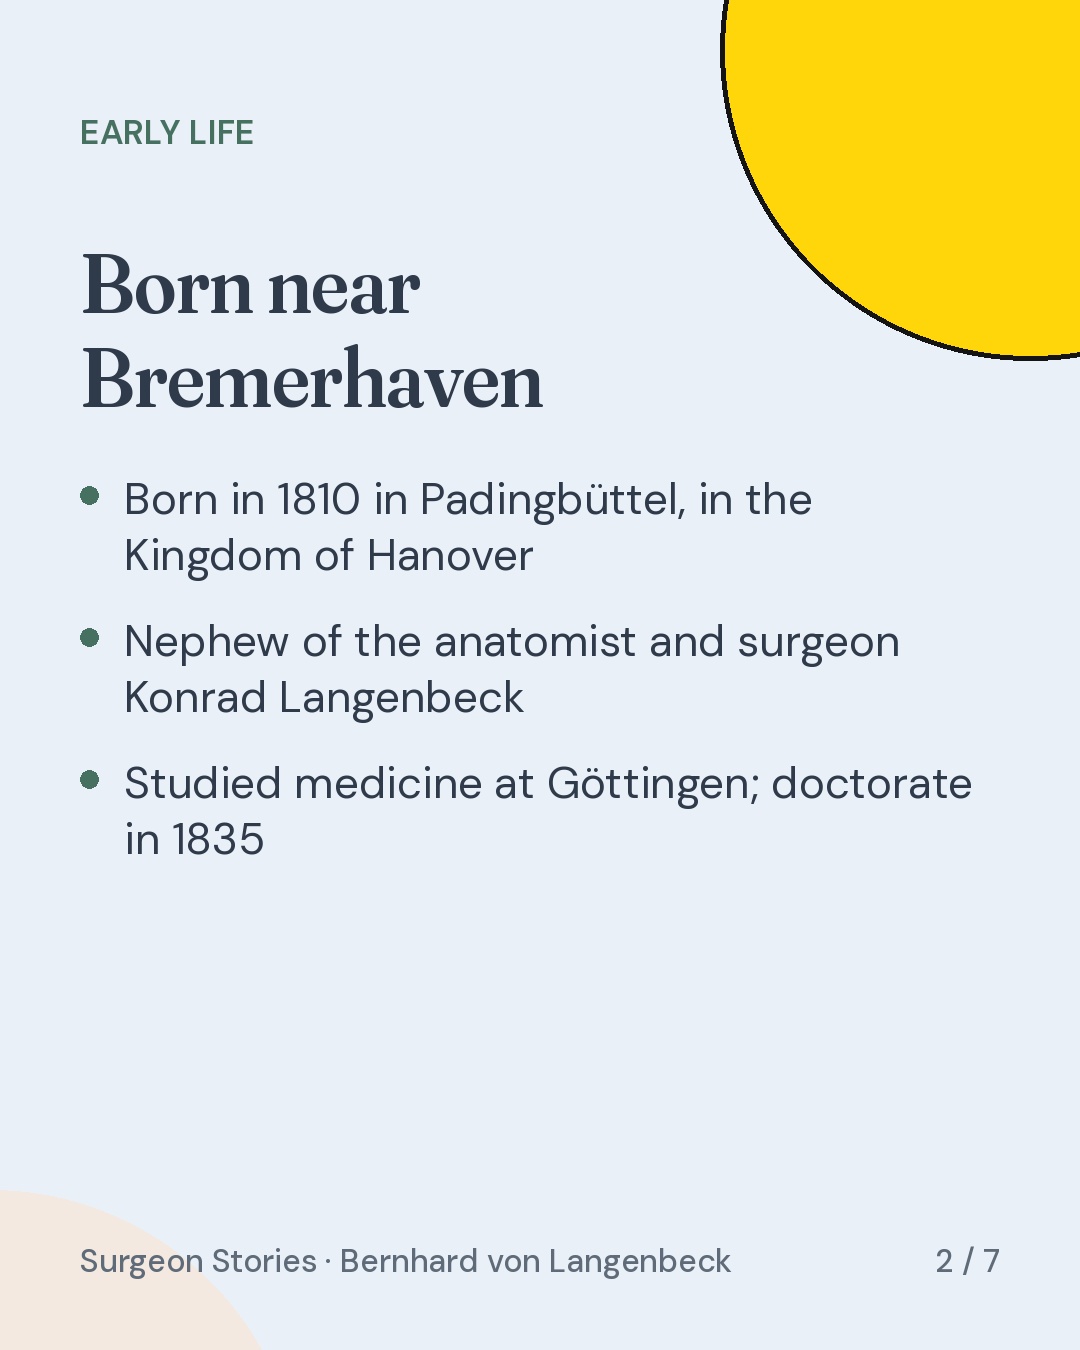 EARLY LIFE
Born near
Bremerhaven
Born in 1810 in Padingbüttel, in the
Kingdom of Hanover
Nephew of the anatomist and surgeon
Konrad Langenbeck
Studied medicine at Göttingen; doctorate
in 1835
Surgeon Stories · Bernhard von Langenbeck
2 / 7